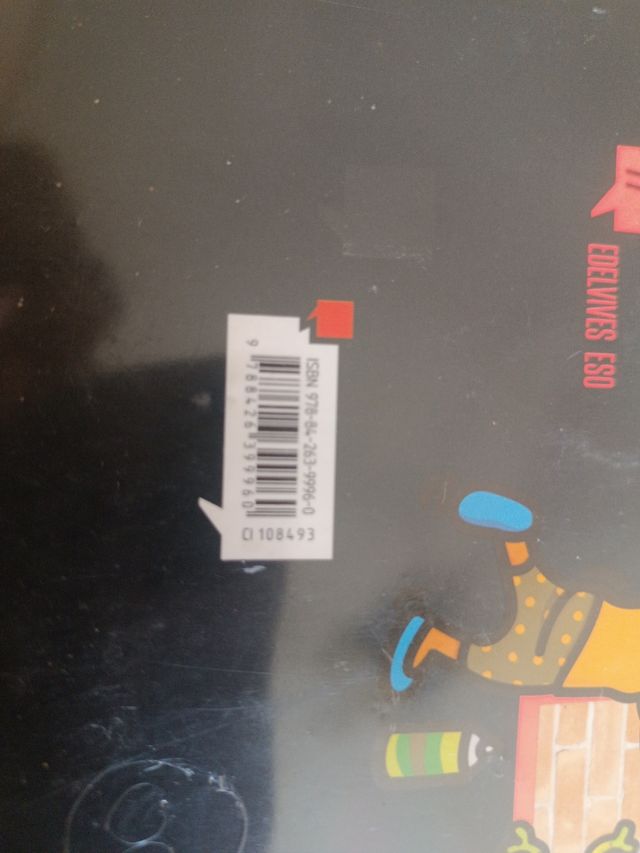 EDELVIVES ESO
ISBN 978-84-263-9996-0
9 788426 399960
CI 108493